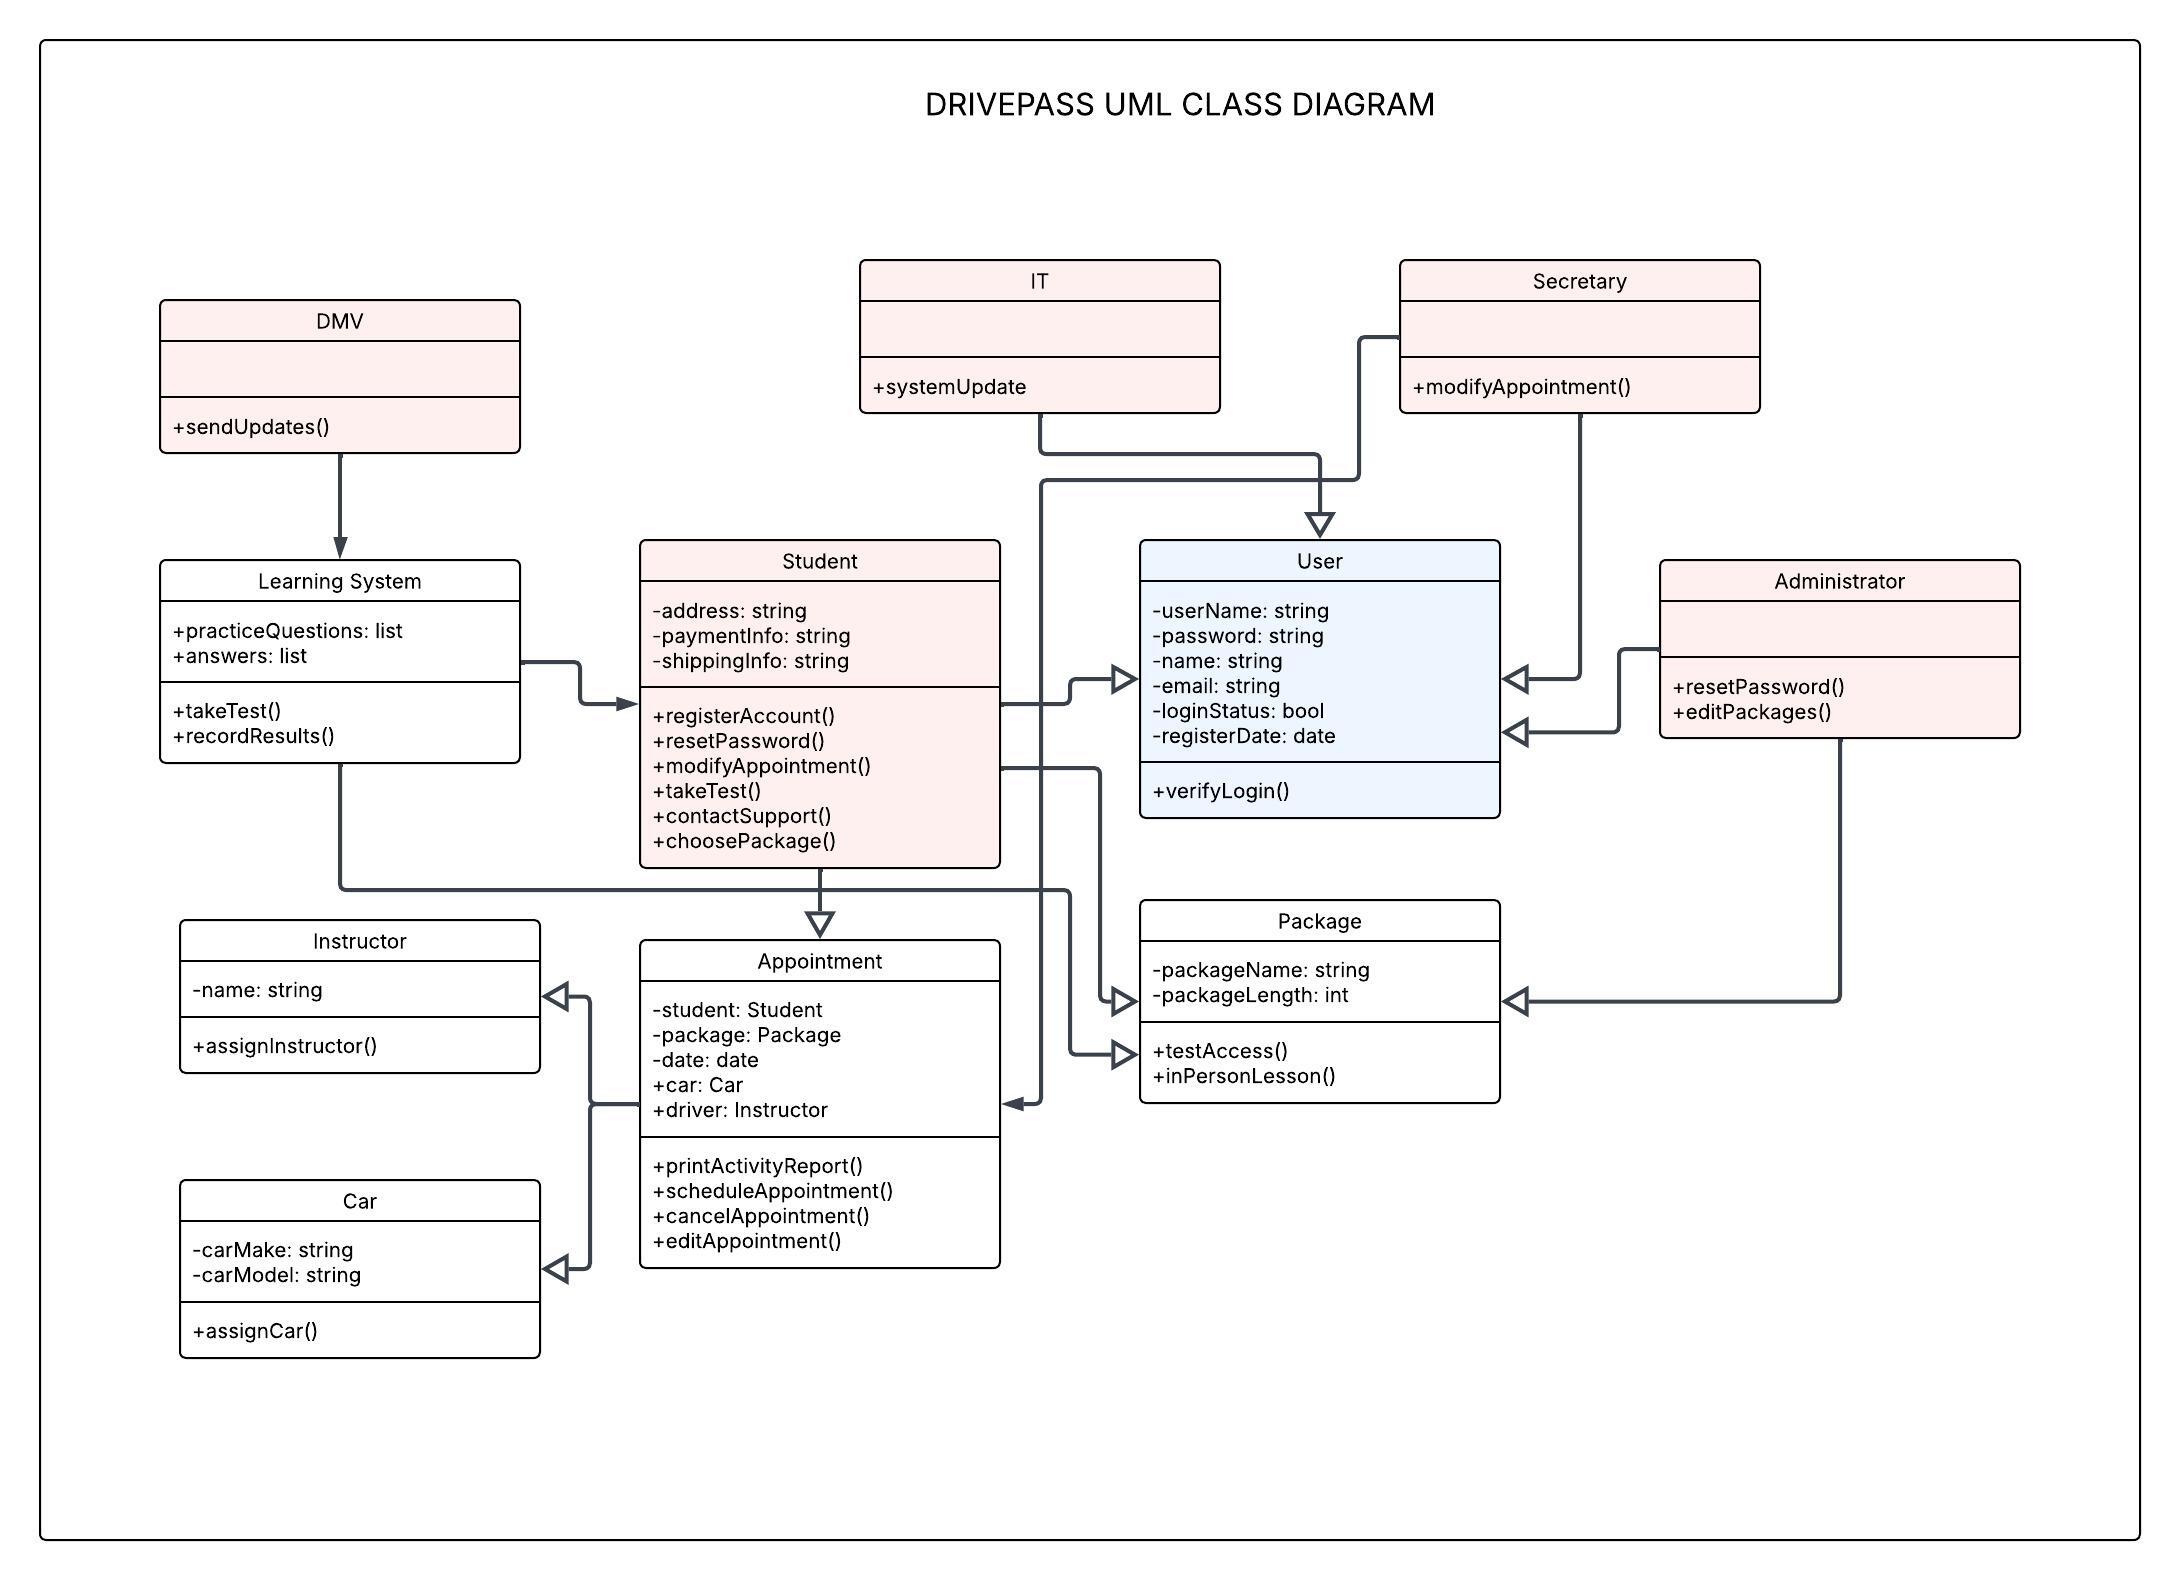 DRIVEPASS UML CLASS DIAGRAM
IT
+systemUpdate
Secretary
+modifyAppointment()
DMV
+sendUpdates()
Learning System
+practiceQuestions: list
+answers: list
+takeTest()
+recordResults()
Student
-address: string
-paymentInfo: string
-shippingInfo: string
+registerAccount()
+resetPassword()
+modifyAppointment()
+takeTest()
+contactSupport()
+choosePackage()
User
-userName: string
-password: string
-name: string
-email: string
-loginStatus: bool
-registerDate: date
+verifyLogin()
Administrator
+resetPassword()
+editPackages()
Instructor
-name: string
+assignInstructor()
Appointment
-student: Student
-package: Package
-date: date
+car: Car
+driver: Instructor
+printActivityReport()
+scheduleAppointment()
+cancelAppointment()
+editAppointment()
Package
-packageName: string
-packageLength: int
+testAccess()
+inPersonLesson()
Car
-carMake: string
-carModel: string
+assignCar()